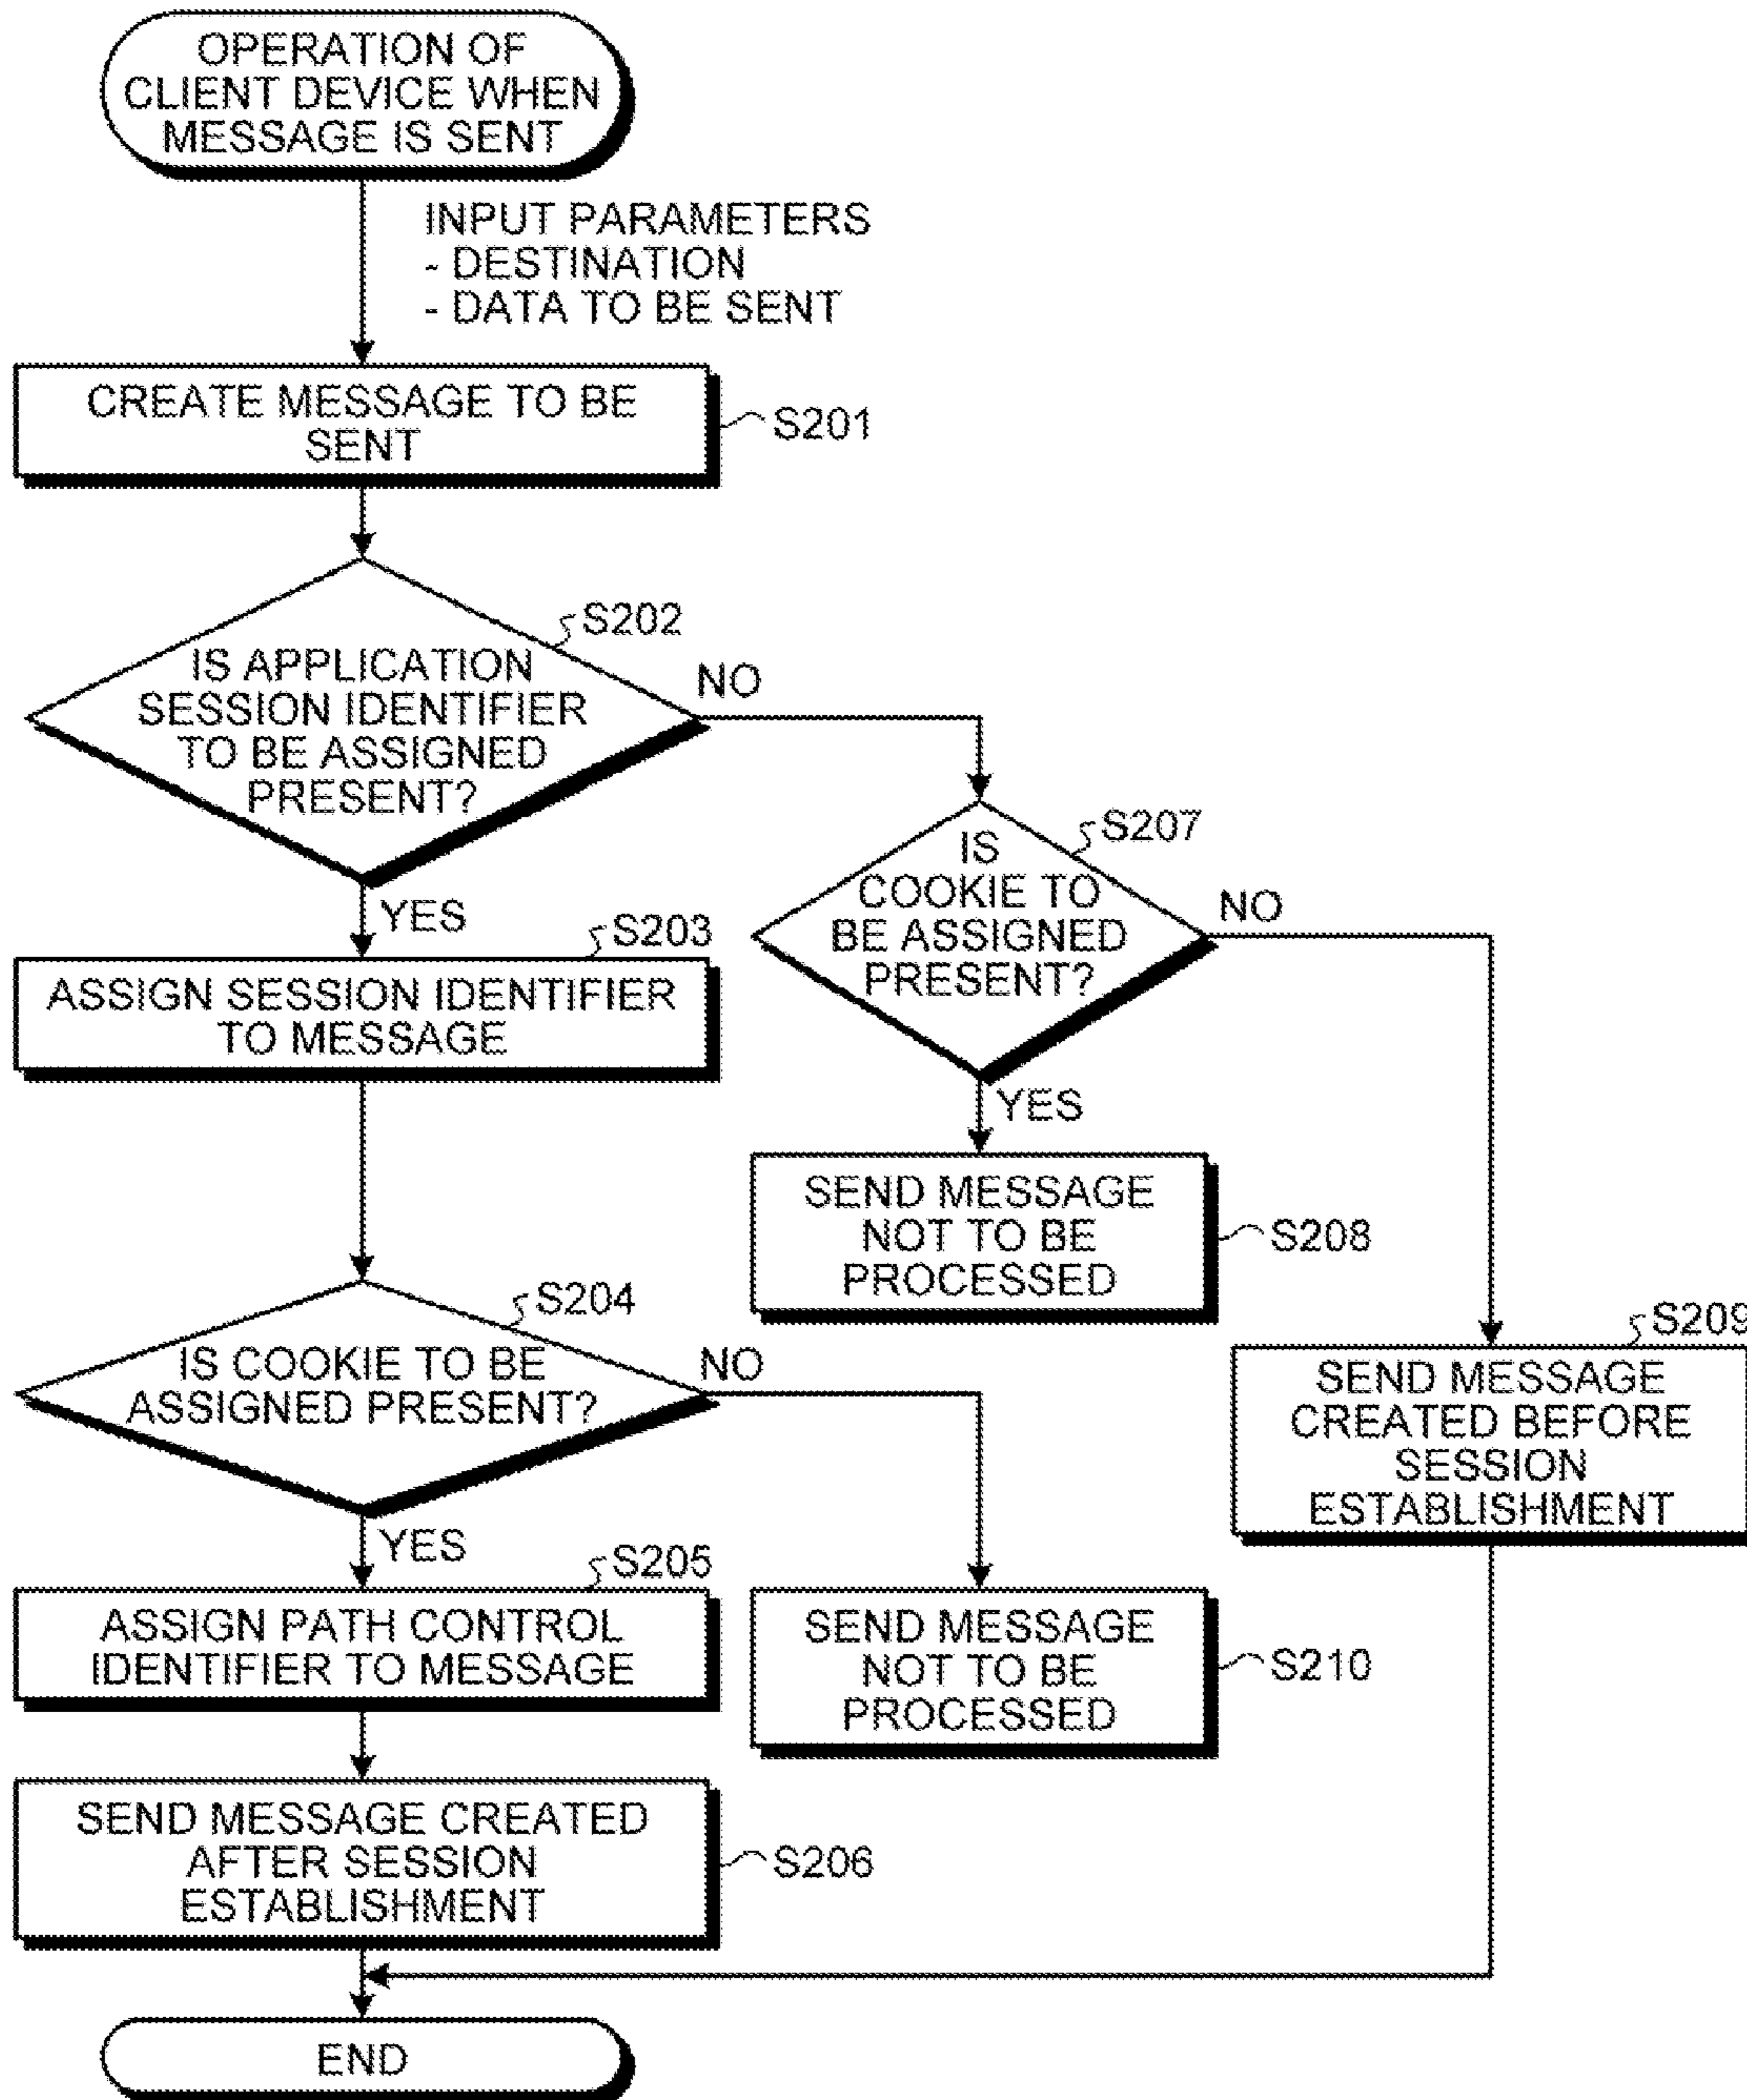 OPERATION OF
CLIENT DEVICE WHEN
MESSAGE IS SENT
INPUT PARAMETERS
- DESTINATION
- DATA TO BE SENT
CREATE MESSAGE TO BE
SENT
S201
S202
IS APPLICATION
SESSION IDENTIFIER
TO BE ASSIGNED
PRESENT?
NO
YES
S207
IS
COOKIE TO
BE ASSIGNED
PRESENT?
NO
YES
S203
ASSIGN SESSION IDENTIFIER
TO MESSAGE
SEND MESSAGE
NOT TO BE
PROCESSED
S208
S204
IS COOKIE TO BE
ASSIGNED PRESENT?
NO
YES
S209
SEND MESSAGE
CREATED BEFORE
SESSION
ESTABLISHMENT
S205
ASSIGN PATH CONTROL
IDENTIFIER TO MESSAGE
SEND MESSAGE
NOT TO BE
PROCESSED
S210
SEND MESSAGE CREATED
AFTER SESSION
ESTABLISHMENT
S206
END